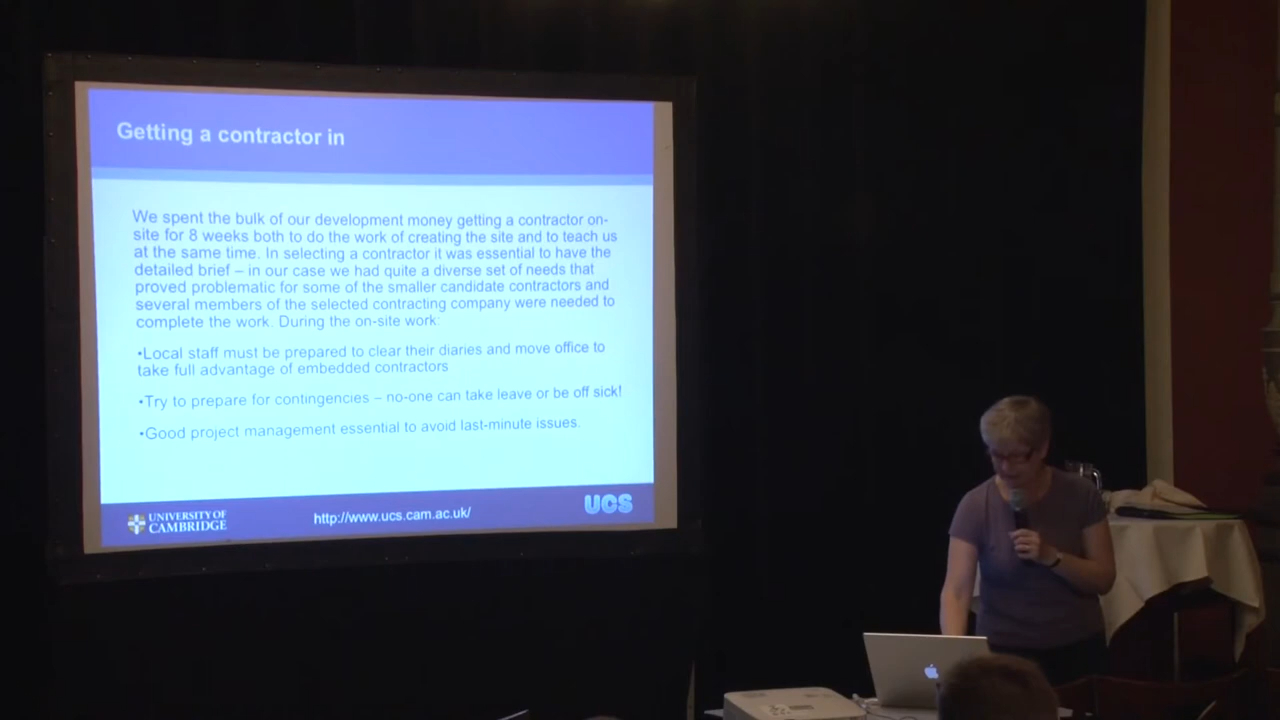 Getting a contractor in
We spent the bulk of our development money getting a contractor on-
site for 8 weeks both to do the work of creating the site and to teach us
at the same time. In selecting a contractor it was essential to have the
detailed brief – in our case we had quite a diverse set of needs that
proved problematic for some of the smaller candidate contractors and
several members of the selected contracting company were needed to
complete the work. During the on-site work:
•Local staff must be prepared to clear their diaries and move office to
take full advantage of embedded contractors
•Try to prepare for contingencies – no-one can take leave or be off sick!
•Good project management essential to avoid last-minute issues.
UNIVERSITY OF
CAMBRIDGE
http://www.ucs.cam.ac.uk/
UCS